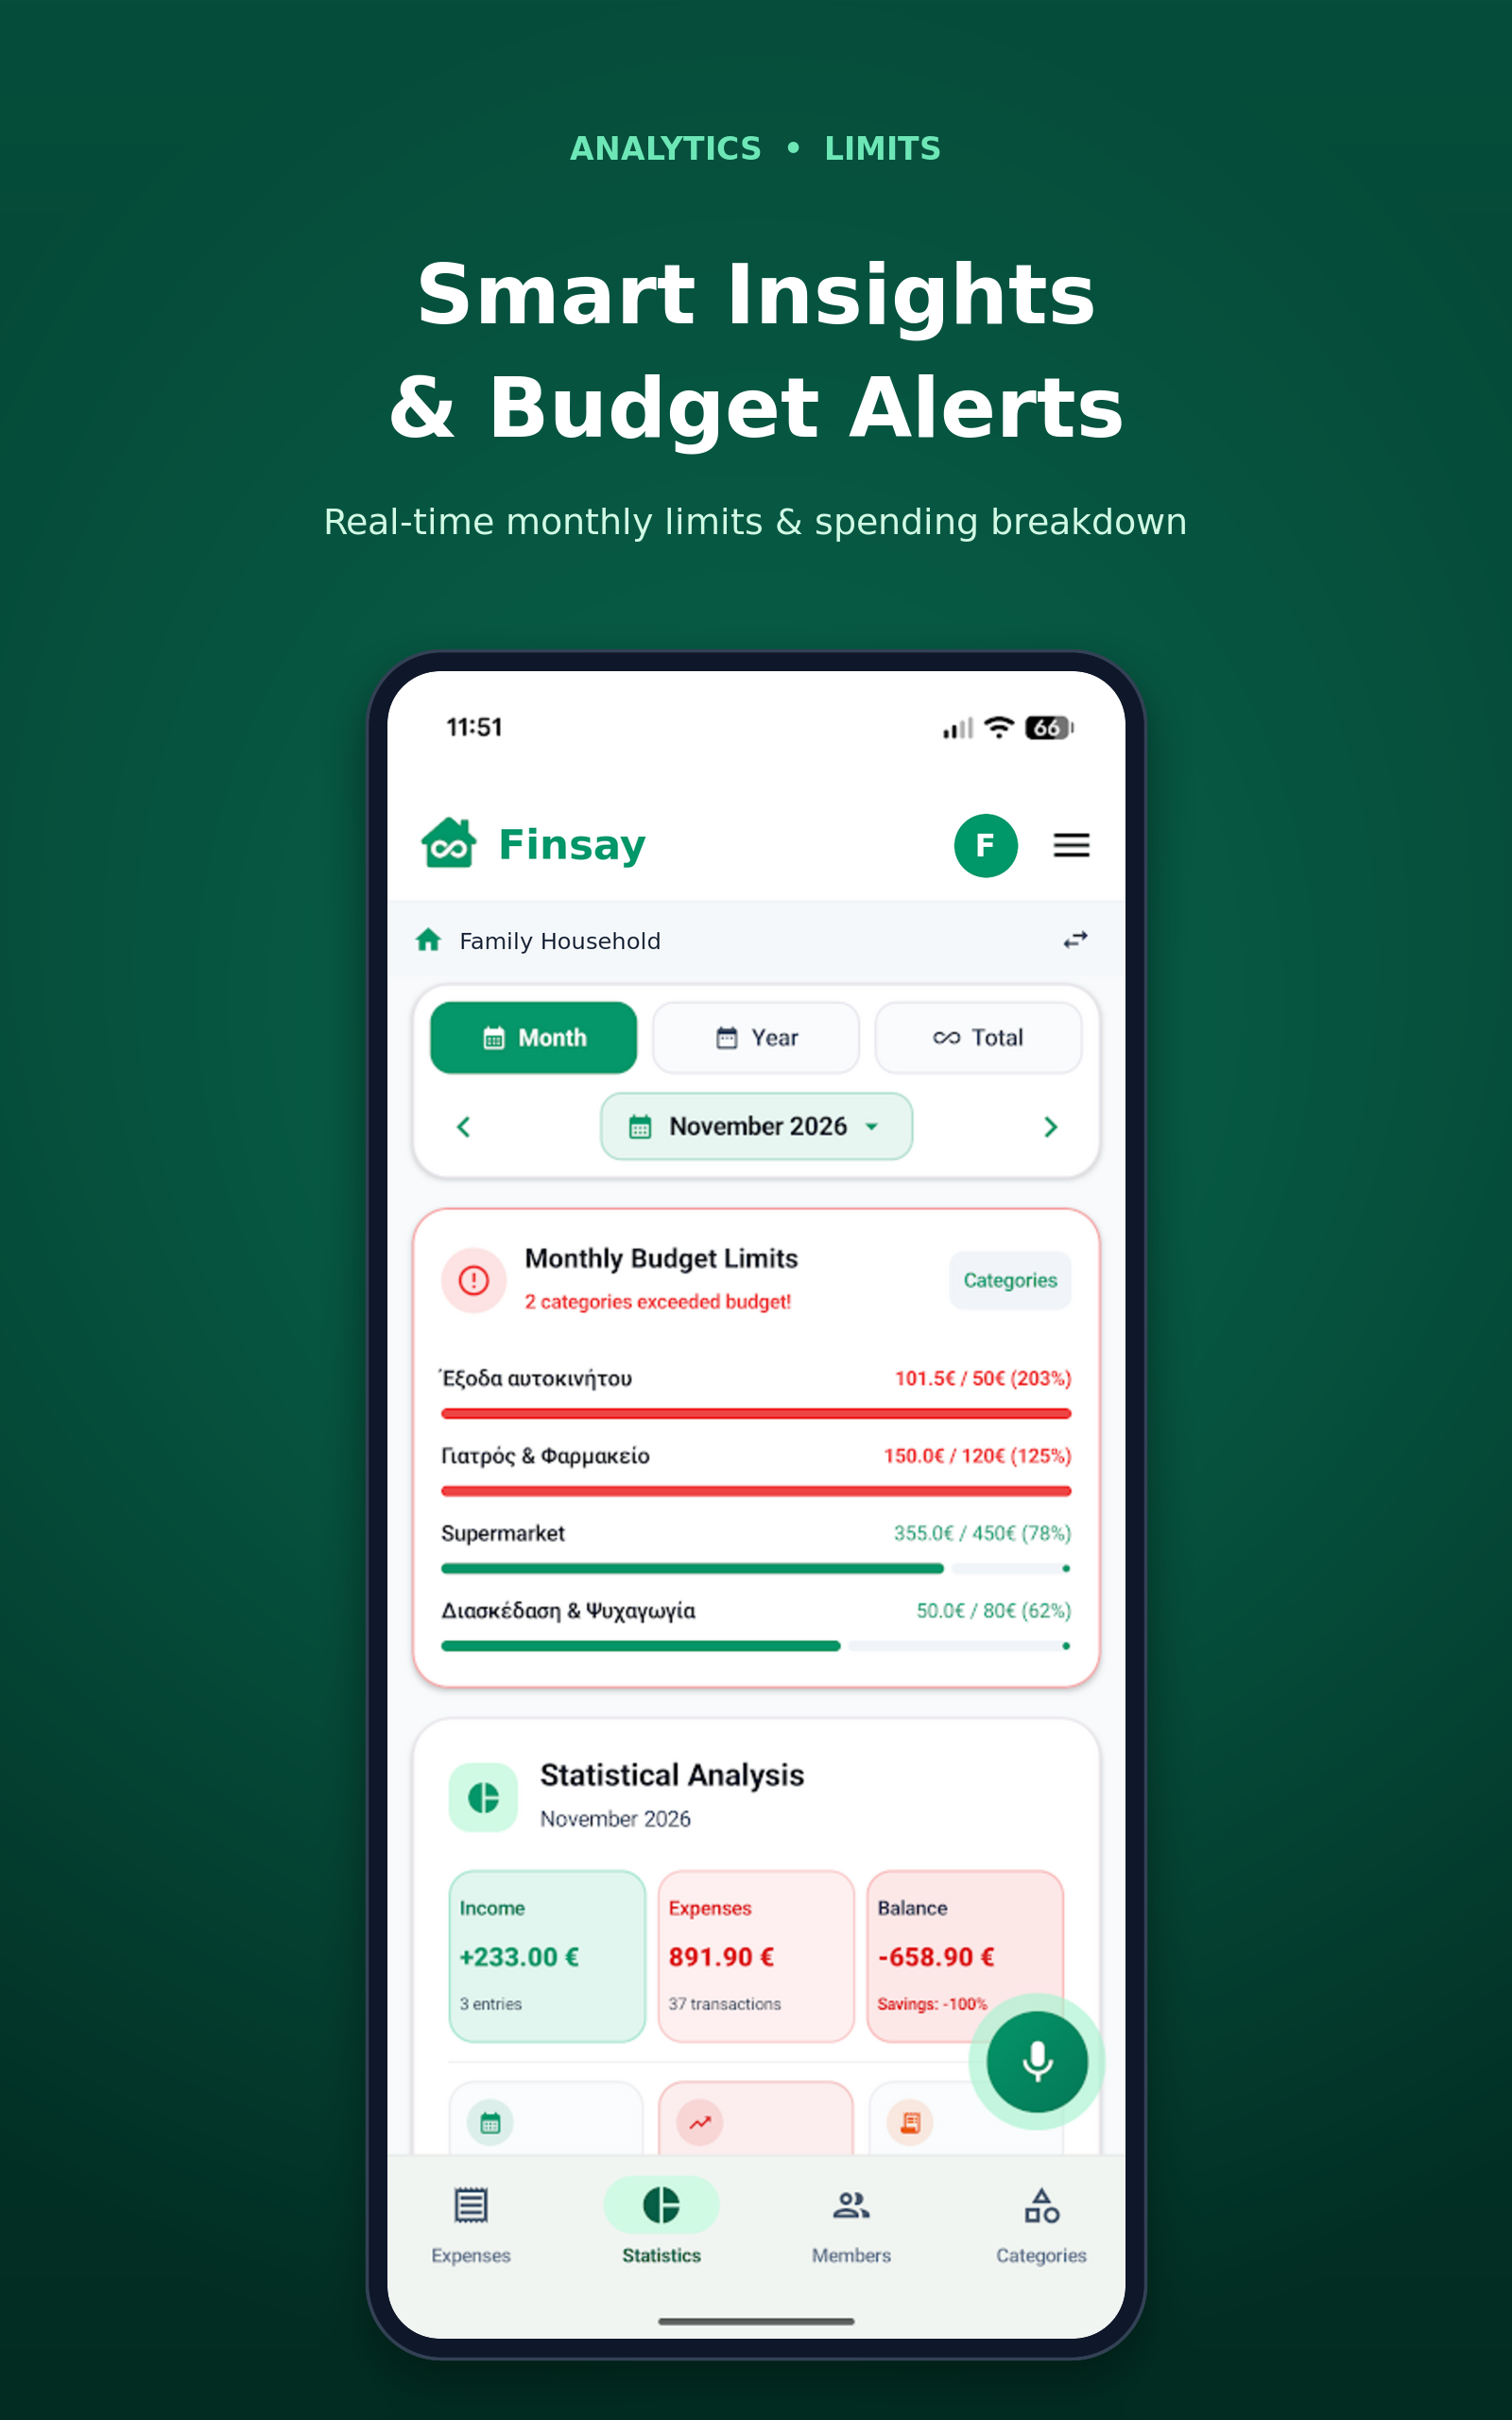 ANALYTICS • LIMITS
Smart Insights
& Budget Alerts
Real-time monthly limits & spending breakdown
11:51
66
Finsay
F
Family Household
Month
Year
Total
November 2026
Monthly Budget Limits
2 categories exceeded budget!
Categories
Έξοδα αυτοκινήτου
101.5€ / 50€ (203%)
Γιατρός & Φαρμακείο
150.0€ / 120€ (125%)
Supermarket
355.0€ / 450€ (78%)
Διασκέδαση & Ψυχαγωγία
50.0€ / 80€ (62%)
Statistical Analysis
November 2026
Income
+233.00 €
3 entries
Expenses
891.90 €
37 transactions
Balance
-658.90 €
Savings: -100%
Expenses
Statistics
Members
Categories